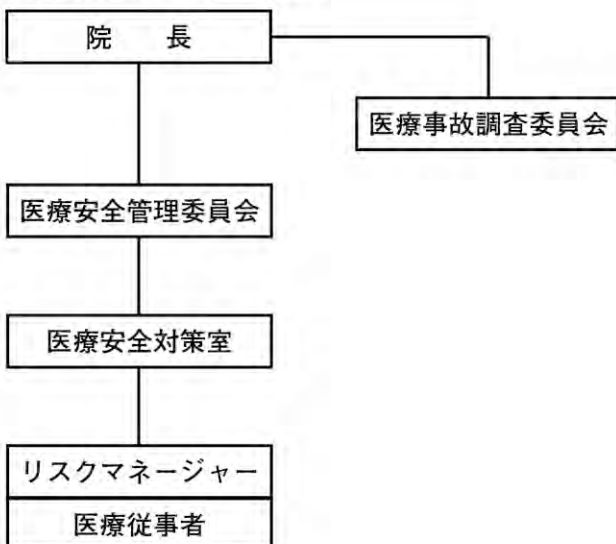 院長
医療事故調査委員会
医療安全管理委員会
医療安全対策室
リスクマネージャー
医療従事者